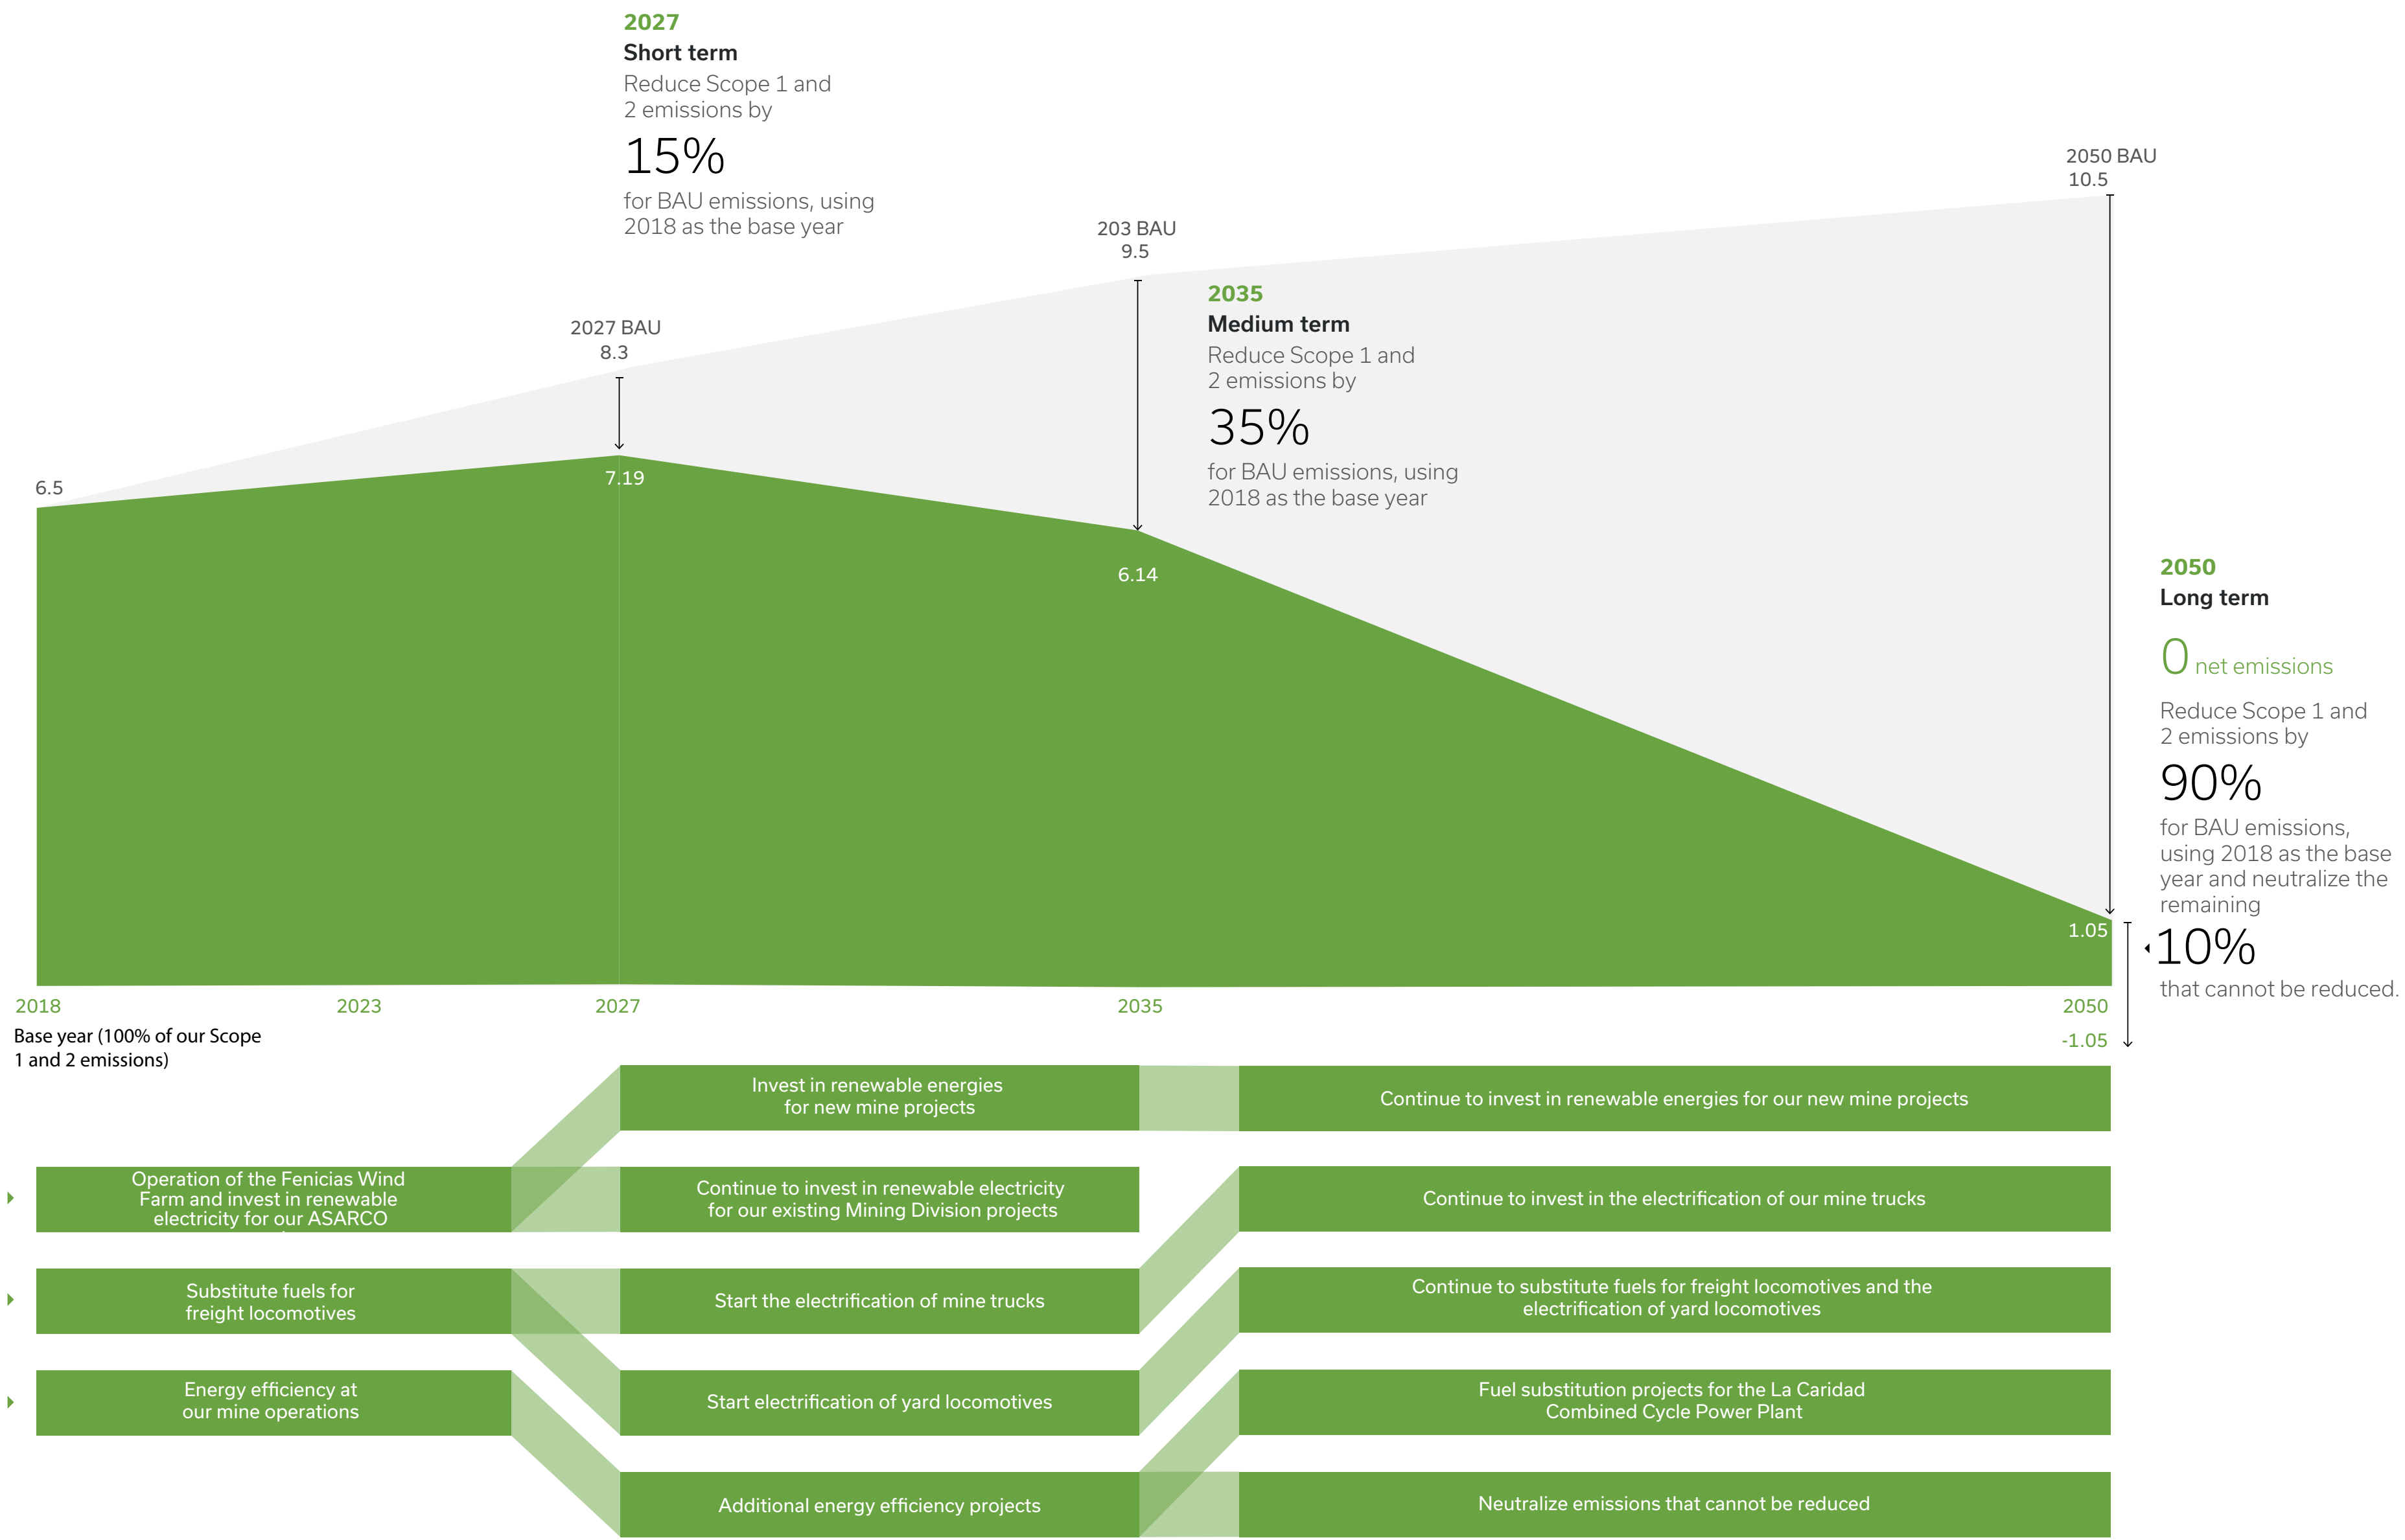 2027
Short term
Reduce Scope 1 and
2 emissions by
15%
for BAU emissions, using
2018 as the base year
2050 BAU
10.5
203 BAU
9.5
2035
Medium term
Reduce Scope 1 and
2 emissions by
35%
for BAU emissions, using
2018 as the base year
2027 BAU
8.3
6.5
7.19
6.14
2050
Long term
0 net emissions
Reduce Scope 1 and
2 emissions by
90%
for BAU emissions,
using 2018 as the base
year and neutralize the
remaining
10%
that cannot be reduced.
1.05
2018
2023
2027
2035
2050
-1.05
Base year (100% of our Scope
1 and 2 emissions)
Invest in renewable energies
for new mine projects
Continue to invest in renewable energies for our new mine projects
Operation of the Fenicias Wind
Farm and invest in renewable
electricity for our ASARCO
Continue to invest in renewable electricity
for our existing Mining Division projects
Continue to invest in the electrification of our mine trucks
Substitute fuels for
freight locomotives
Start the electrification of mine trucks
Continue to substitute fuels for freight locomotives and the
electrification of yard locomotives
Energy efficiency at
our mine operations
Start electrification of yard locomotives
Fuel substitution projects for the La Caridad
Combined Cycle Power Plant
Additional energy efficiency projects
Neutralize emissions that cannot be reduced